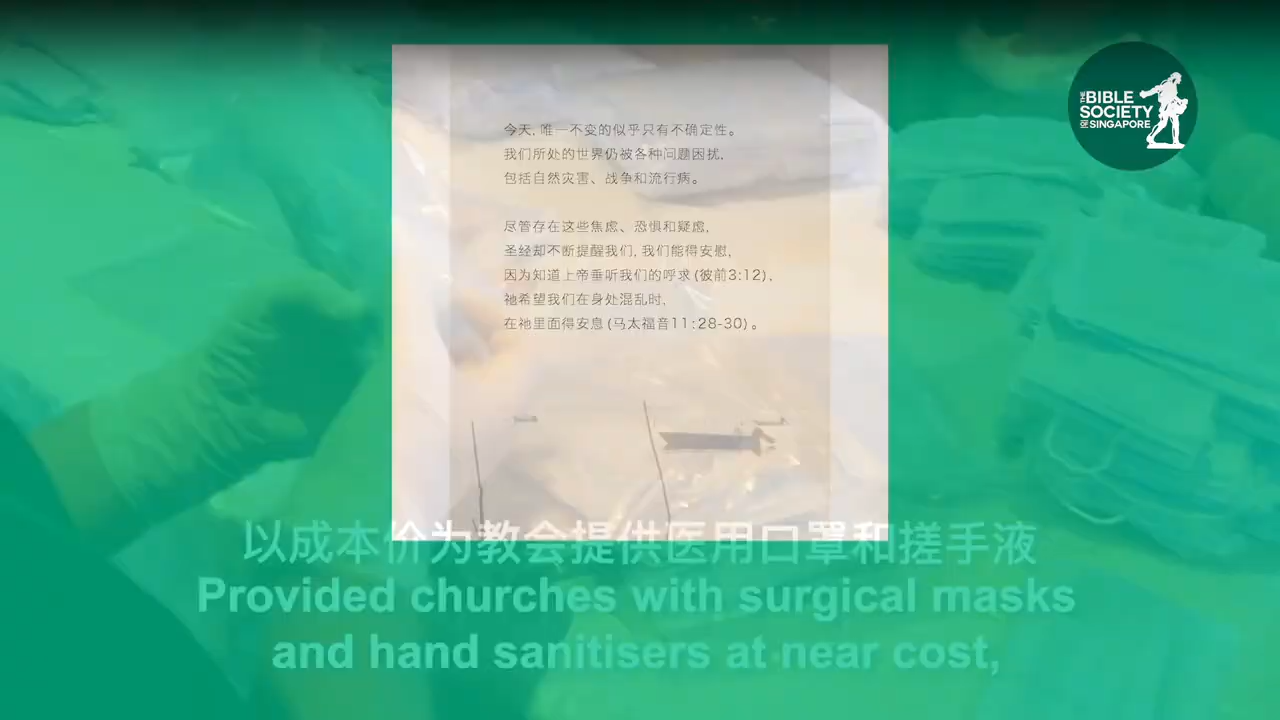 THE BIBLE
SOCIETY
OF SINGAPORE
今天, 唯一不变的似乎只有不确定性。
我们所处的世界仍被各种问题困扰,
包括自然灾害、战争和流行病。
尽管存在这些焦虑、恐惧和疑虑,
圣经却不断提醒我们, 我们能得安慰,
因为知道上帝垂听我们的呼求 (彼前3:12)。
祂希望我们在身处混乱时,
在祂里面得安息 (马太福音11:28-30) 。
以成本价为教会提供医用口罩和搓手液
Provided churches with surgical masks
and hand sanitisers at near cost,